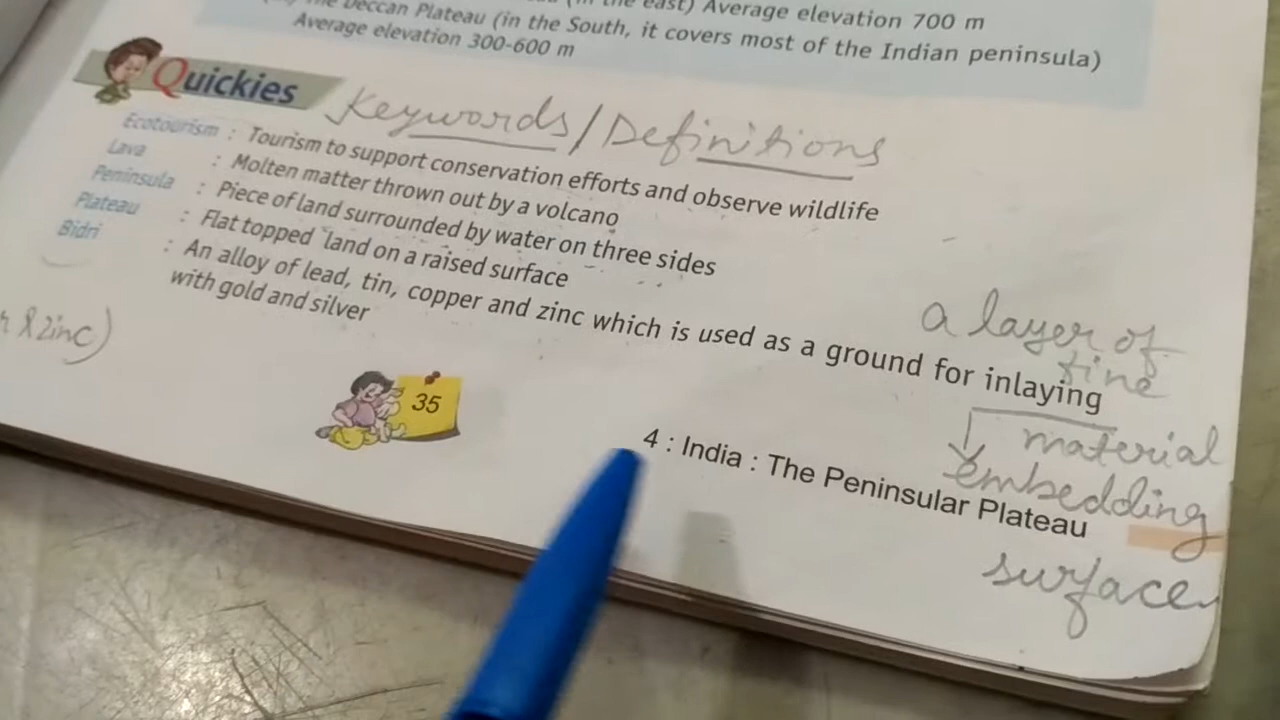 (in the east) Average elevation 700 m
The Deccan Plateau (in the South, it covers most of the Indian peninsula)
Average elevation 300-600 m
Quickies
Keywords/Definitions
Ecotourism : Tourism to support conservation efforts and observe wildlife
Lava : Molten matter thrown out by a volcano
Peninsula : Piece of land surrounded by water on three sides
Plateau : Flat topped land on a raised surface
Bidri : An alloy of lead, tin, copper and zinc which is used as a ground for inlaying
with gold and silver
& zinc)
a layer of
fine
material
embedding
surface
35
4 : India : The Peninsular Plateau